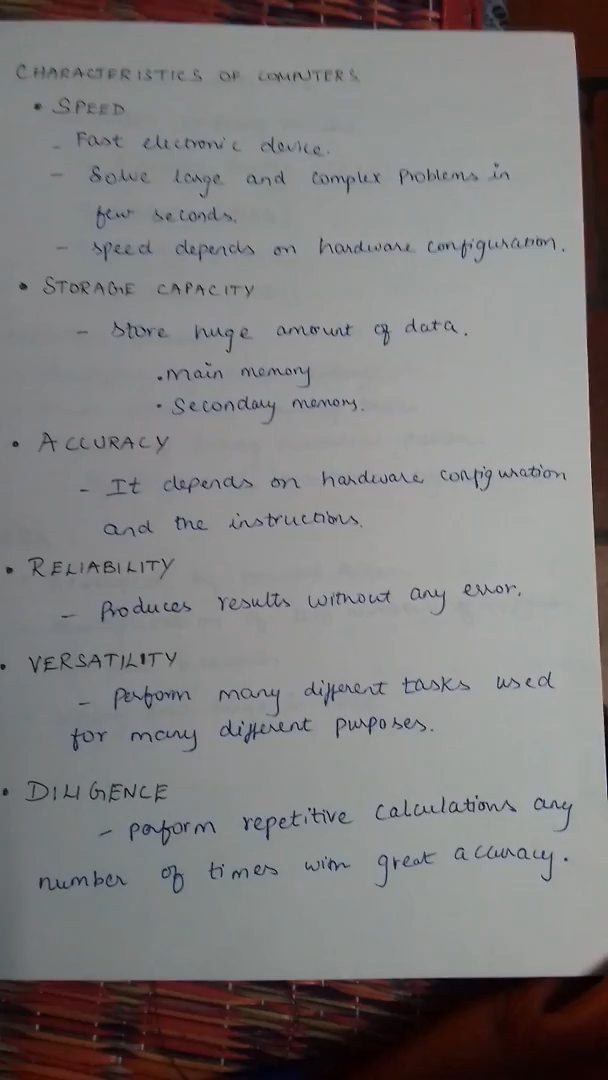 CHARACTERISTICS OF COMPUTERS
• SPEED
- Fast electronic device.
- Solve large and complex problems in
few seconds.
- speed depends on hardware configuration.
• STORAGE CAPACITY
- Store huge amount of data.
• Main memory
• Secondary memory.
• ACCURACY
- It depends on hardware configuration
and the instructions.
• RELIABILITY
- Produces results without any error.
• VERSATILITY
- Perform many different tasks used
for many different purposes.
• DILIGENCE
- perform repetitive calculations any
number of times with great accuracy.